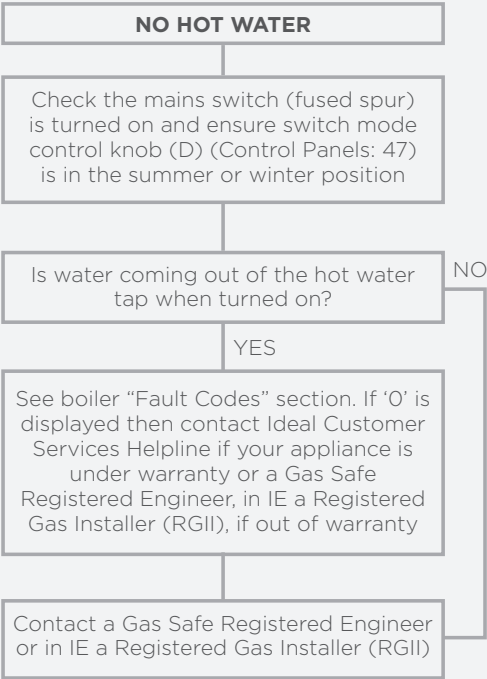 NO HOT WATER
Check the mains switch (fused spur)
is turned on and ensure switch mode
control knob (D) (Control Panels: 47)
is in the summer or winter position
Is water coming out of the hot water
tap when turned on?
NO
YES
See boiler “Fault Codes” section. If ‘0’ is
displayed then contact Ideal Customer
Services Helpline if your appliance is
under warranty or a Gas Safe
Registered Engineer, in IE a Registered
Gas Installer (RGII), if out of warranty
Contact a Gas Safe Registered Engineer
or in IE a Registered Gas Installer (RGII)